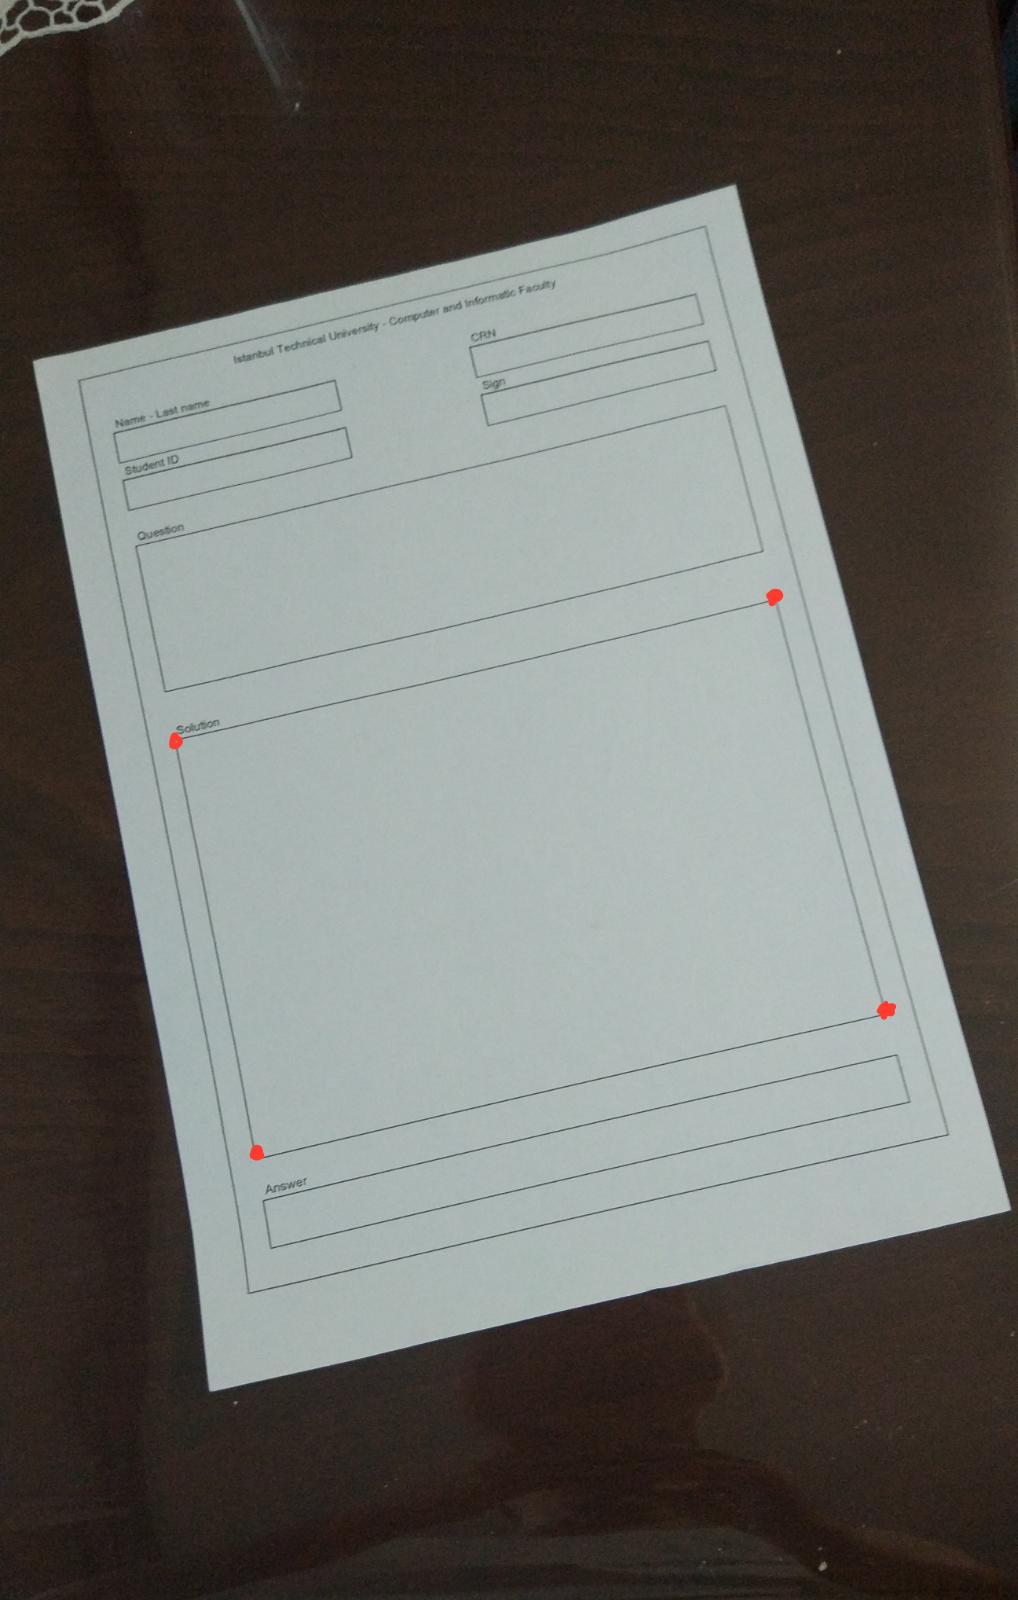 Istanbul Technical University - Computer and Informatic Faculty
CRN
Name - Last name
Sign
Student ID
Question
Solution
Answer